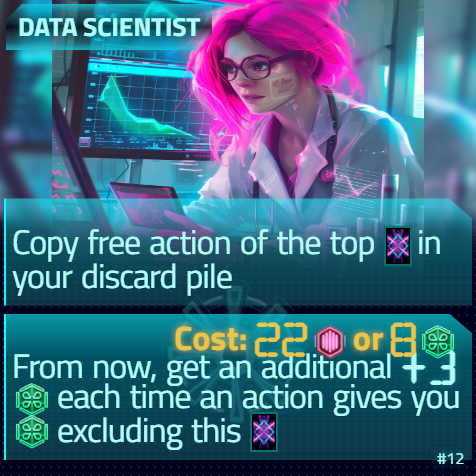 DATA SCIENTIST
Copy free action of the top in
your discard pile
Cost: 22 or 8
From now, get an additional +3
each time an action gives you
excluding this
#12